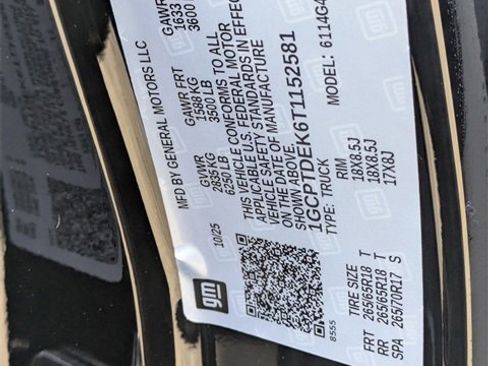 MFD BY GENERAL MOTORS LLC
10/25 GVWR GAWR FRT GAWR
2835 KG 1588 KG 1633
6250 LB 3500 LB 3600
THIS VEHICLE CONFORMS TO ALL
APPLICABLE U.S. FEDERAL MOTOR
VEHICLE SAFETY STANDARDS IN EFFECT
ON THE DATE OF MANUFACTURE
SHOWN ABOVE.
1GCPTDEK6T1152581
TYPE: TRUCK MODEL: 6114G4
gm
8555
TIRE SIZE RIM
FRT 265/65R18 T 18X8.5J
RR 265/65R18 T 18X8.5J
SPA 265/70R17 S 17X8J